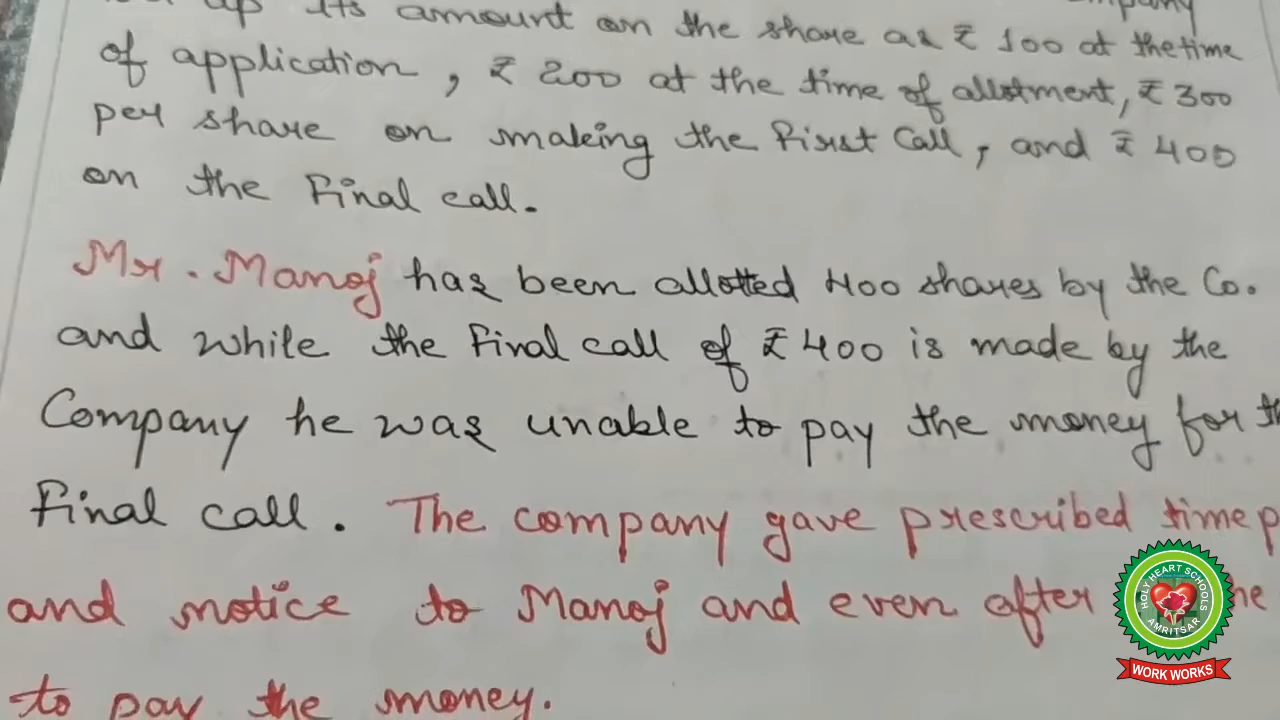 up its amount on the share as ₹ 100 at the time
of application, ₹ 200 at the time of allotment, ₹ 300
per share on making the First Call, and ₹ 400
on the Final call.
Mr. Manoj has been allotted 400 shares by the Co.
and while the Final call of ₹ 400 is made by the
Company he was unable to pay the money for
Final call. The company gave prescribed time
and notice to Manoj and even after
to pay the money.
HOLY HEART SCHOOLS
AMRITSAR
WORK WORKS